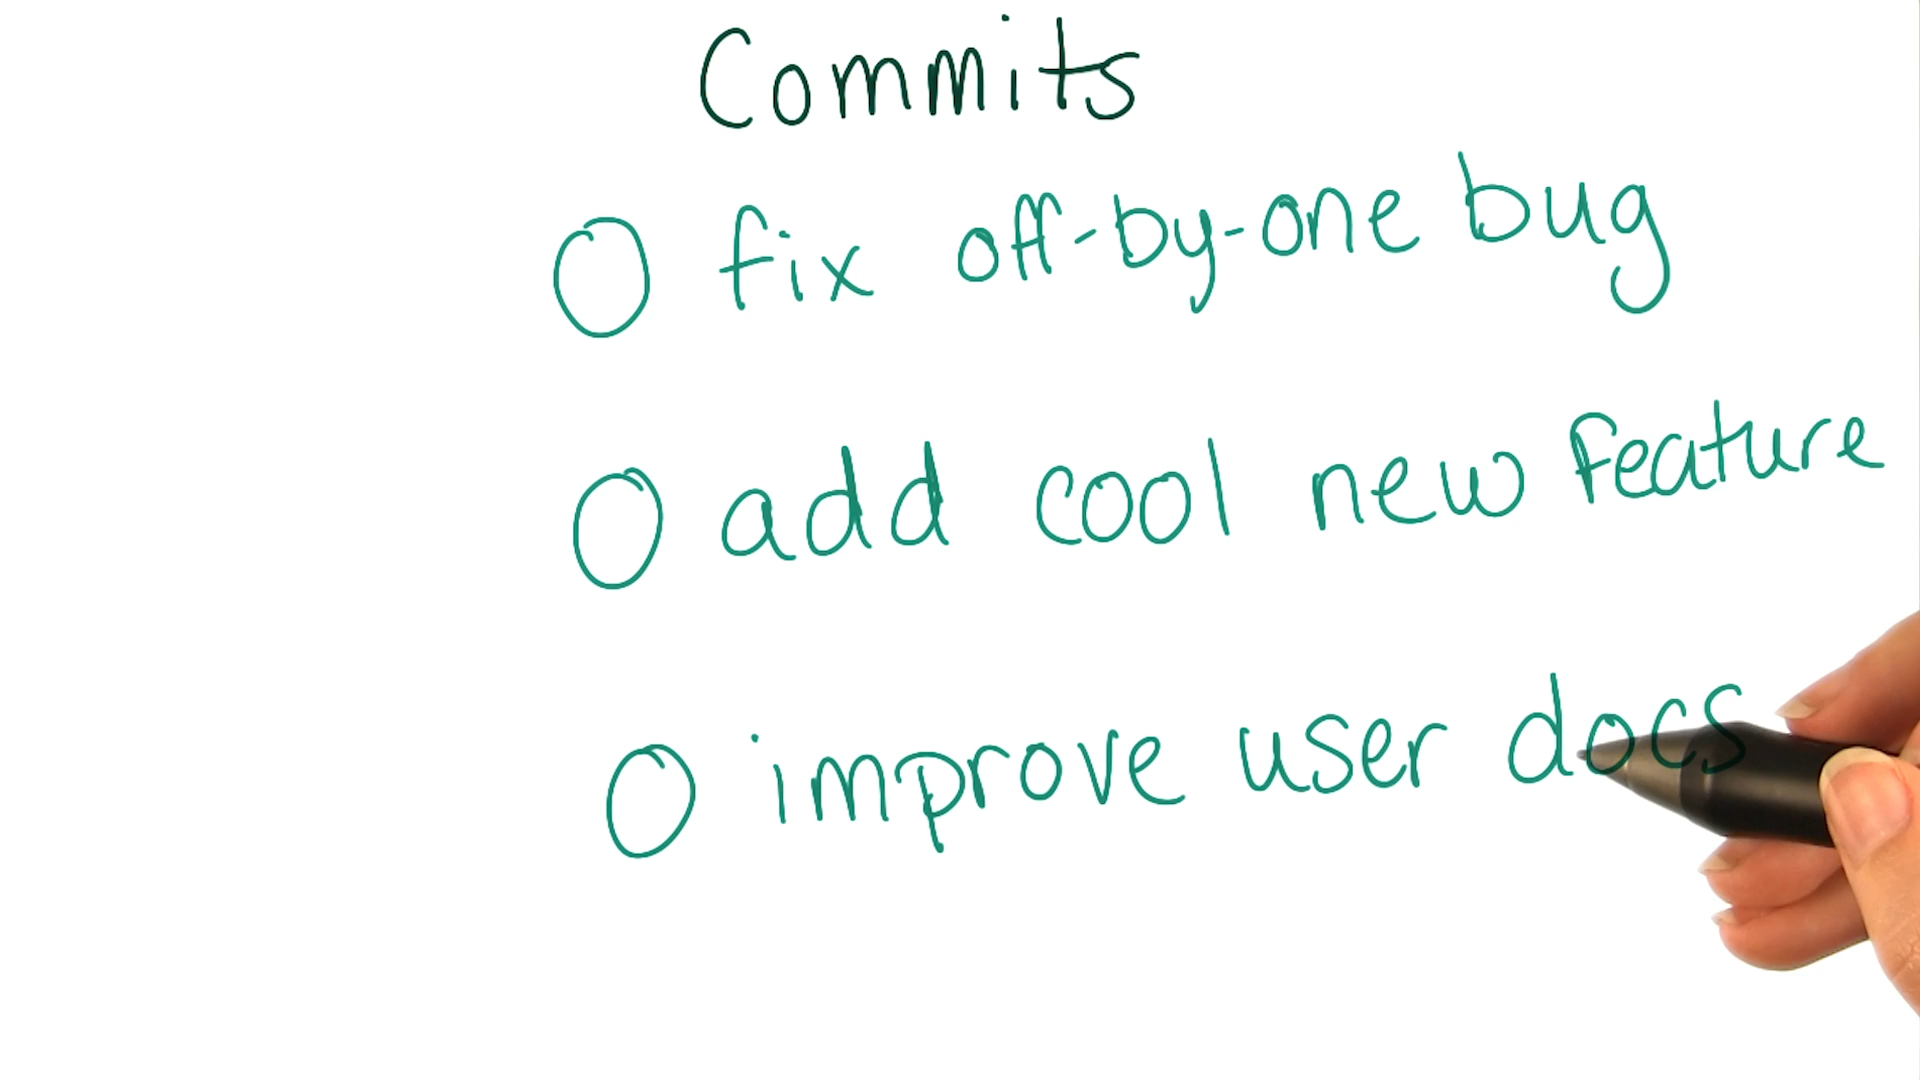 Commits
fix off-by-one bug
add cool new feature
improve user docs